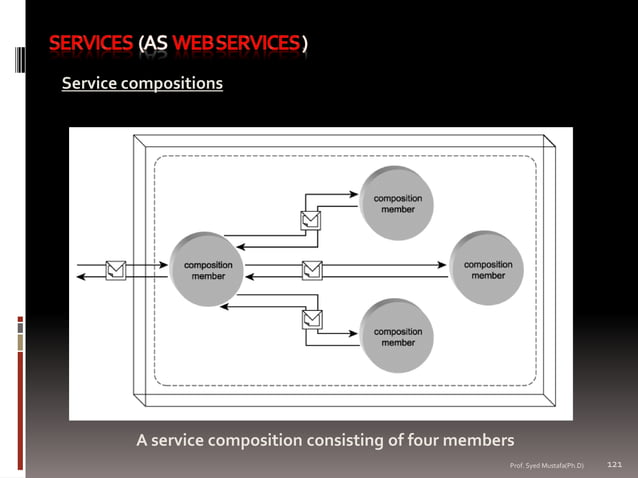 SERVICES (AS WEB SERVICES)
Service compositions
composition
member
composition
member
composition
member
composition
member
A service composition consisting of four members
Prof. Syed Mustafa(Ph.D)
121